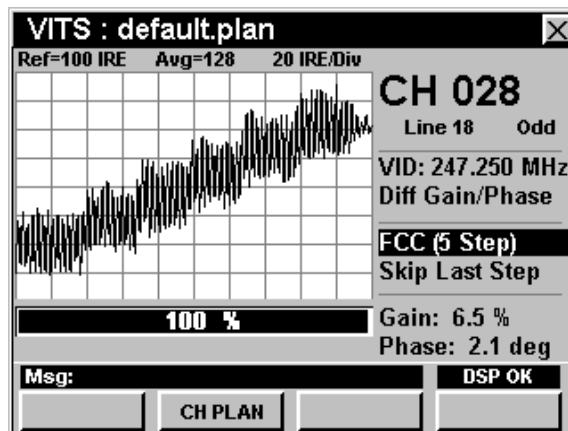 VITS : default.plan
Ref=100 IRE Avg=128 20 IRE/Div
CH 028
Line 18 Odd
VID: 247.250 MHz
Diff Gain/Phase
FCC (5 Step)
Skip Last Step
100 %
Gain: 6.5 %
Phase: 2.1 deg
Msg: DSP OK
CH PLAN